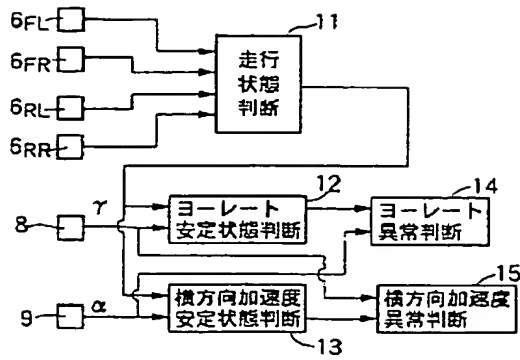 6FL
6FR
6RL
6RR
11
走行
状態
判断
12
ヨーレート
安定状態判断
14
ヨーレート
異常判断
8
γ
9
α
横方向加速度
安定状態判断
13
15
横方向加速度
異常判断